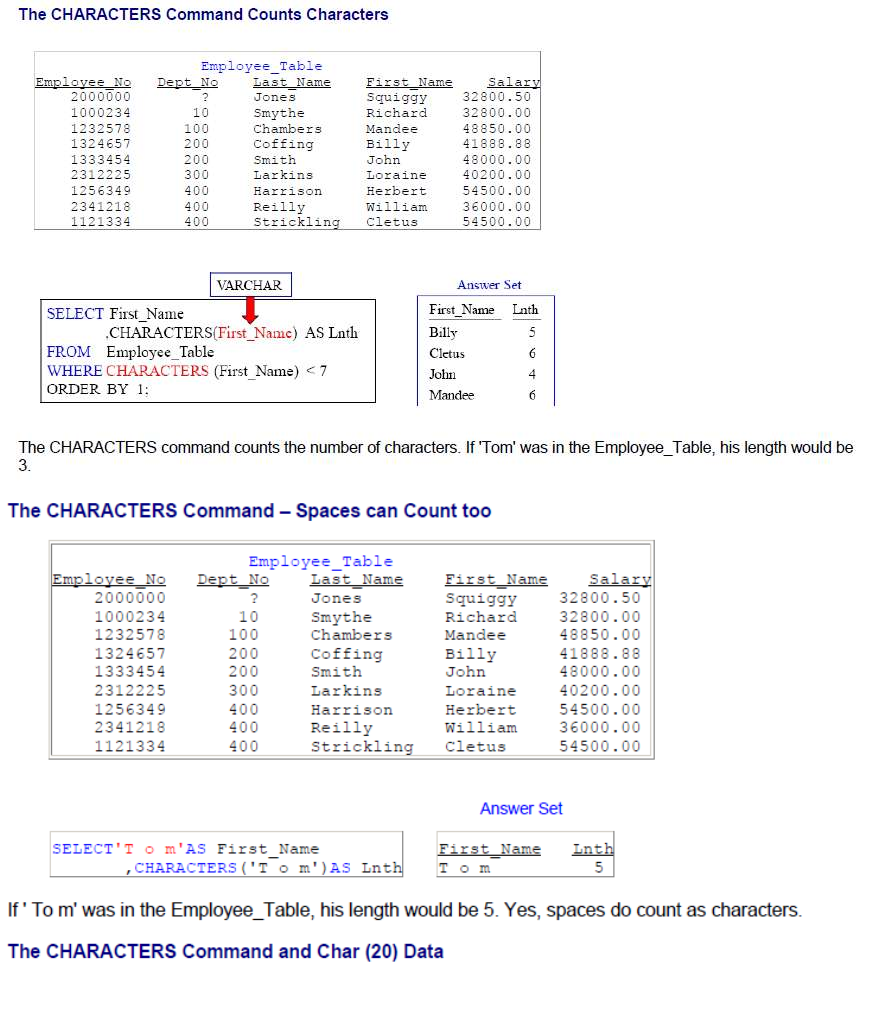 The CHARACTERS Command Counts Characters
Employee_Table
Employee_No Dept_No Last_Name First_Name Salary
2000000 ? Jones Squiggy 32800.50
1000234 10 Smythe Richard 32800.00
1232578 100 Chambers Mandee 48850.00
1324657 200 Coffing Billy 41888.88
1333454 200 Smith John 48000.00
2312225 300 Larkins Loraine 40200.00
1256349 400 Harrison Herbert 54500.00
2341218 400 Reilly William 36000.00
1121334 400 Strickling Cletus 54500.00
VARCHAR
SELECT First_Name
,CHARACTERS(First_Name) AS Lnth
FROM Employee_Table
WHERE CHARACTERS (First_Name) < 7
ORDER BY 1;
Answer Set
First_Name Lnth
Billy 5
Cletus 6
John 4
Mandee 6
The CHARACTERS command counts the number of characters. If 'Tom' was in the Employee_Table, his length would be
3.
The CHARACTERS Command – Spaces can Count too
Employee_Table
Employee_No Dept_No Last_Name First_Name Salary
2000000 ? Jones Squiggy 32800.50
1000234 10 Smythe Richard 32800.00
1232578 100 Chambers Mandee 48850.00
1324657 200 Coffing Billy 41888.88
1333454 200 Smith John 48000.00
2312225 300 Larkins Loraine 40200.00
1256349 400 Harrison Herbert 54500.00
2341218 400 Reilly William 36000.00
1121334 400 Strickling Cletus 54500.00
SELECT'T o m'AS First_Name
,CHARACTERS('T o m')AS Lnth
Answer Set
First_Name Lnth
T o m 5
If ' To m' was in the Employee_Table, his length would be 5. Yes, spaces do count as characters.
The CHARACTERS Command and Char (20) Data